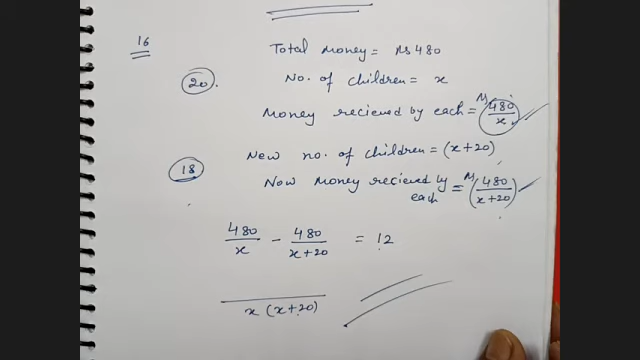 16
Total money = Rs 480
20.
No. of children = x
Money recieved by each = Rs 480/x
New no. of children = (x+20)
18
Now Money recieved by each = Rs (480/(x+20))
480/x - 480/(x+20) = 12
x(x+20)